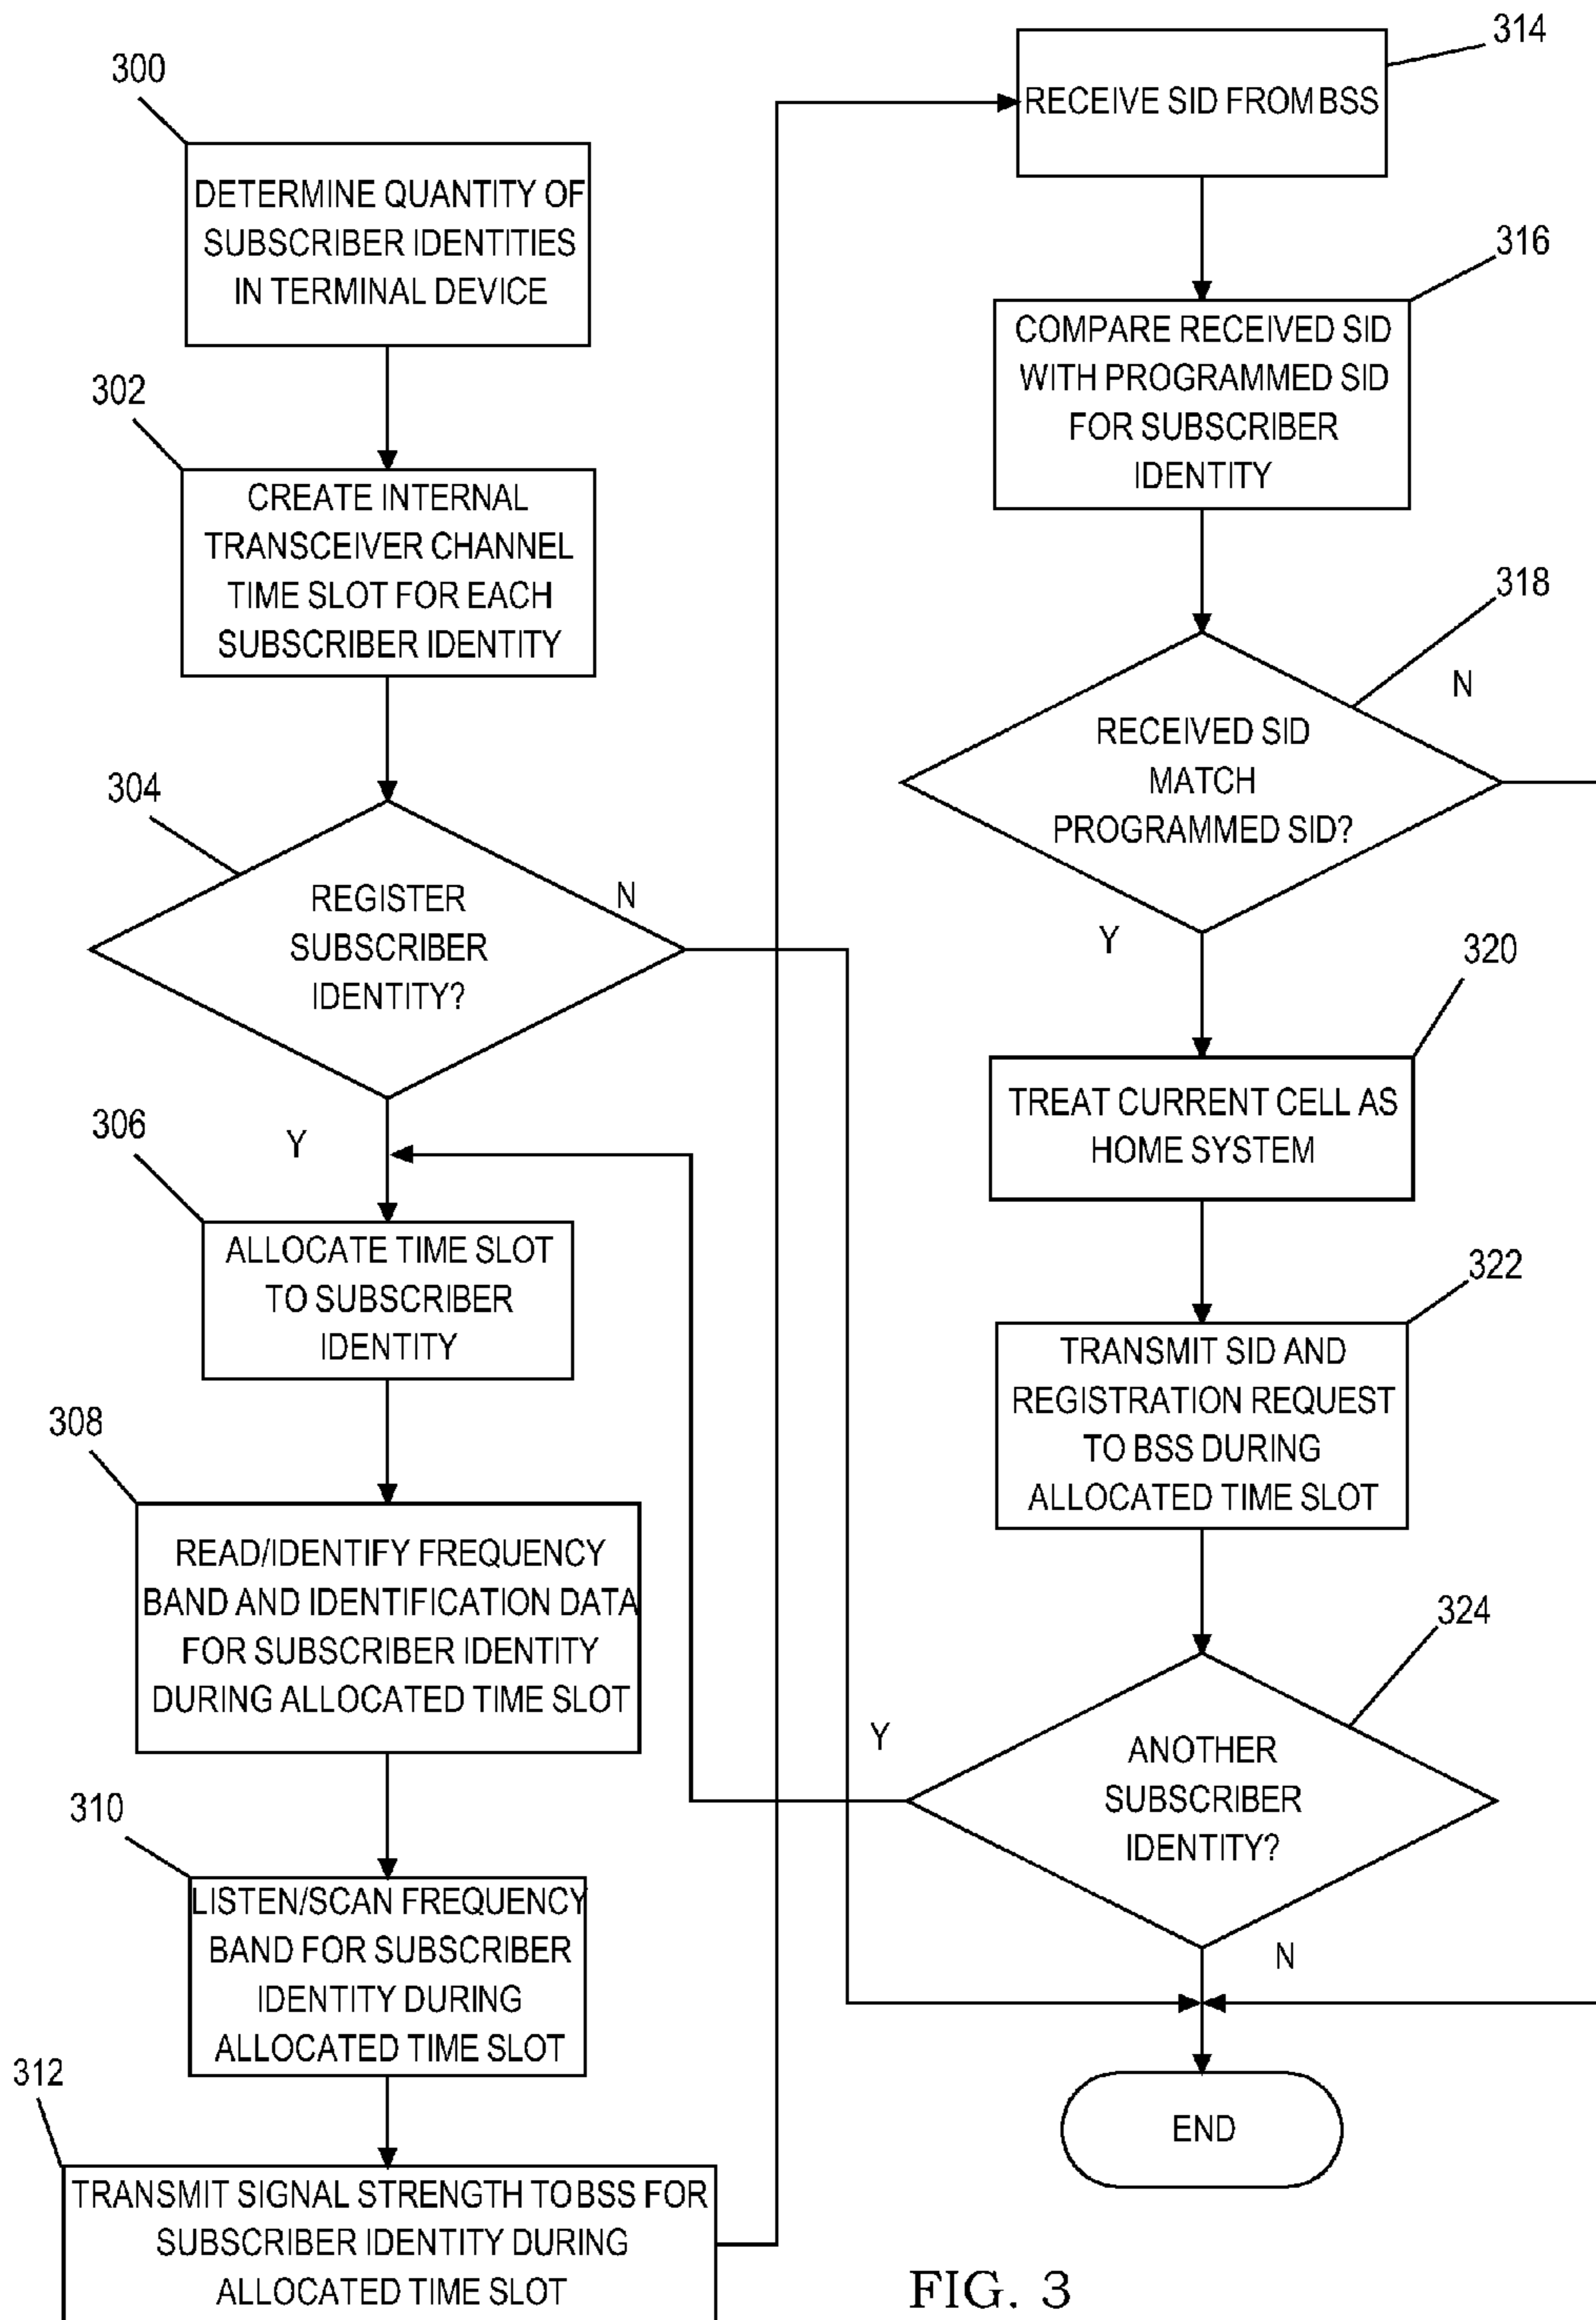 300
DETERMINE QUANTITY OF
SUBSCRIBER IDENTITIES
IN TERMINAL DEVICE
302
CREATE INTERNAL
TRANSCEIVER CHANNEL
TIME SLOT FOR EACH
SUBSCRIBER IDENTITY
304
REGISTER
SUBSCRIBER
IDENTITY?
N
Y
306
ALLOCATE TIME SLOT
TO SUBSCRIBER
IDENTITY
308
READ/IDENTIFY FREQUENCY
BAND AND IDENTIFICATION DATA
FOR SUBSCRIBER IDENTITY
DURING ALLOCATED TIME SLOT
310
LISTEN/SCAN FREQUENCY
BAND FOR SUBSCRIBER
IDENTITY DURING
ALLOCATED TIME SLOT
312
TRANSMIT SIGNAL STRENGTH TO BSS FOR
SUBSCRIBER IDENTITY DURING
ALLOCATED TIME SLOT
314
RECEIVE SID FROM BSS
316
COMPARE RECEIVED SID
WITH PROGRAMMED SID
FOR SUBSCRIBER
IDENTITY
318
RECEIVED SID
MATCH
PROGRAMMED SID?
N
Y
320
TREAT CURRENT CELL AS
HOME SYSTEM
322
TRANSMIT SID AND
REGISTRATION REQUEST
TO BSS DURING
ALLOCATED TIME SLOT
324
ANOTHER
SUBSCRIBER
IDENTITY?
Y
N
END
FIG. 3